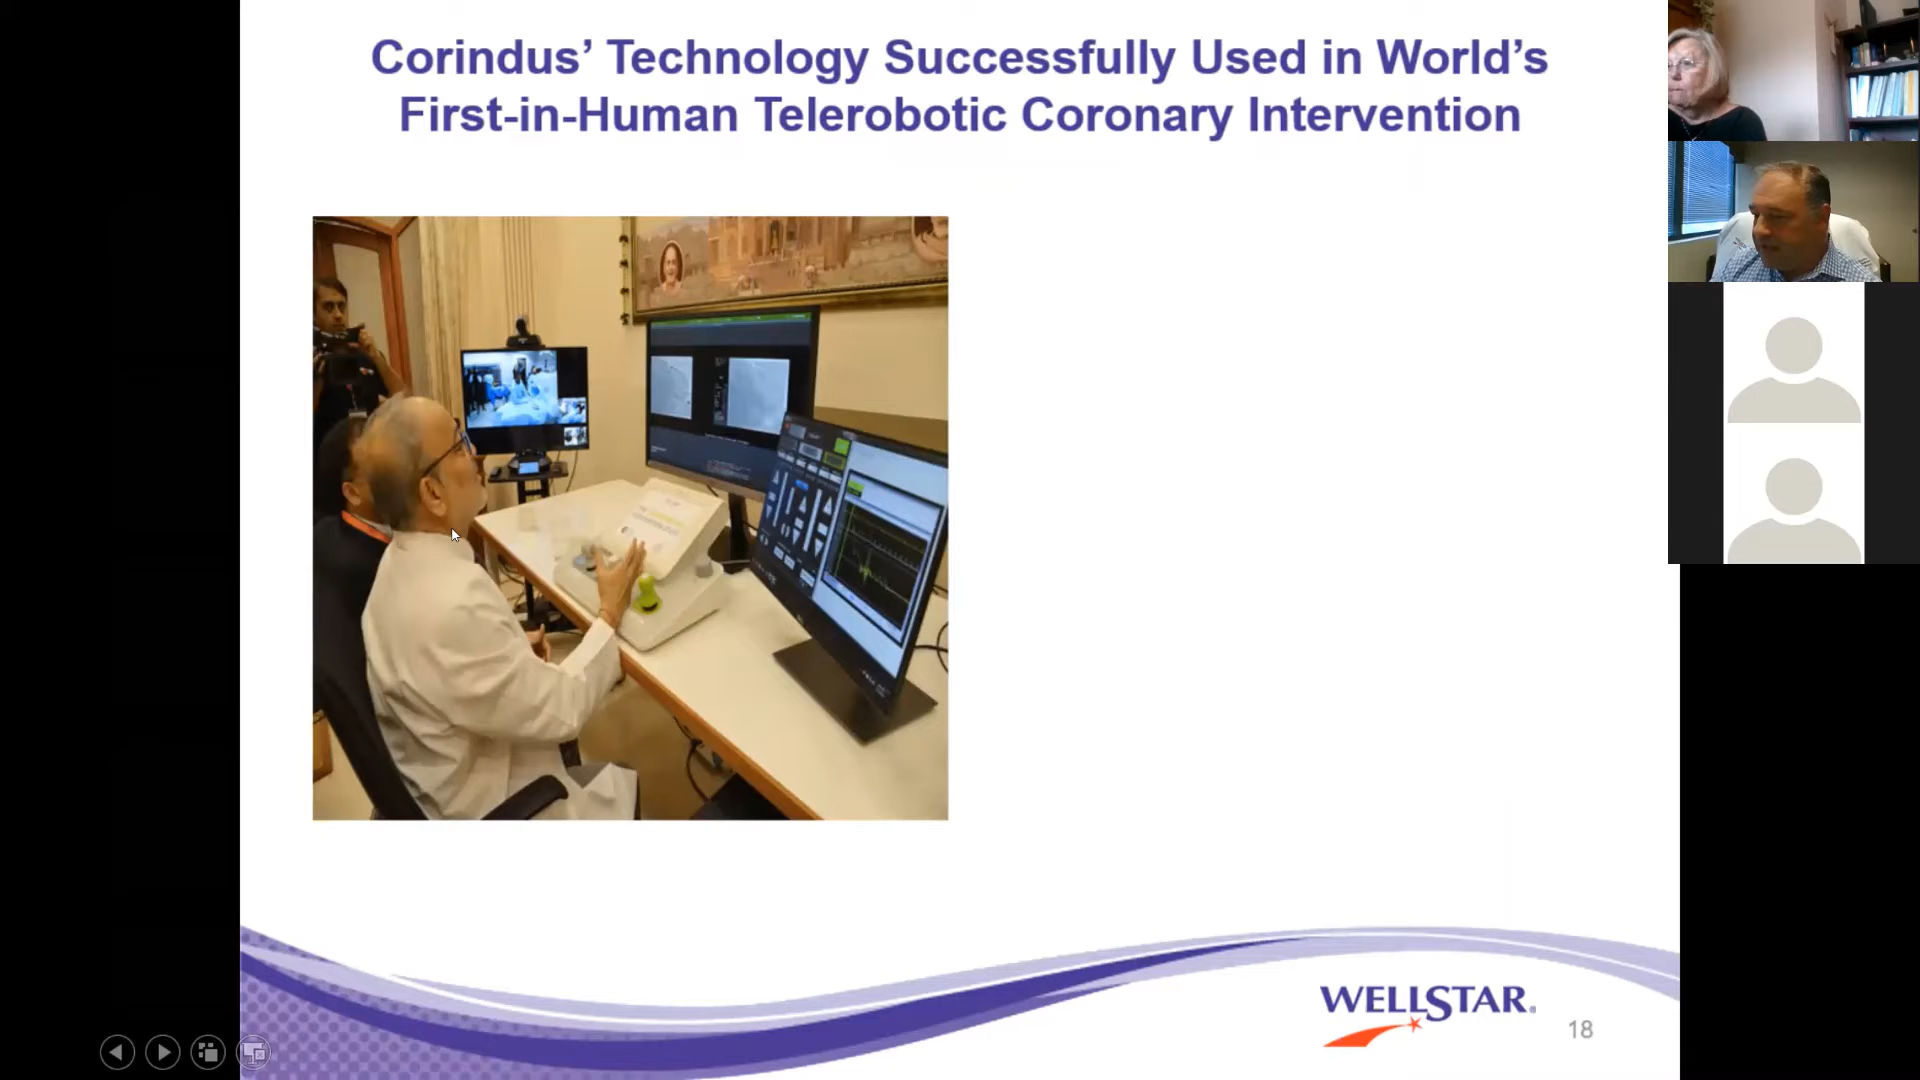 Corindus’ Technology Successfully Used in World’s
First-in-Human Telerobotic Coronary Intervention
WELLSTAR.
18